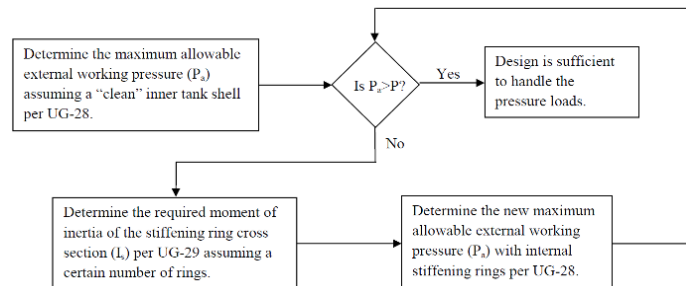 Determine the maximum allowable
external working pressure (Pₐ)
assuming a “clean” inner tank shell
per UG-28.
Is Pₐ>P?
Yes
Design is sufficient
to handle the
pressure loads.
No
Determine the required moment of
inertia of the stiffening ring cross
section (Iₛ) per UG-29 assuming a
certain number of rings.
Determine the new maximum
allowable external working
pressure (Pₐ) with internal
stiffening rings per UG-28.